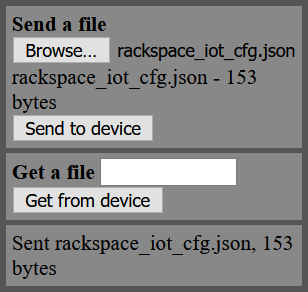 Send a file
Browse... rackspace_iot_cfg.json
rackspace_iot_cfg.json - 153
bytes
Send to device
Get a file
Get from device
Sent rackspace_iot_cfg.json, 153
bytes